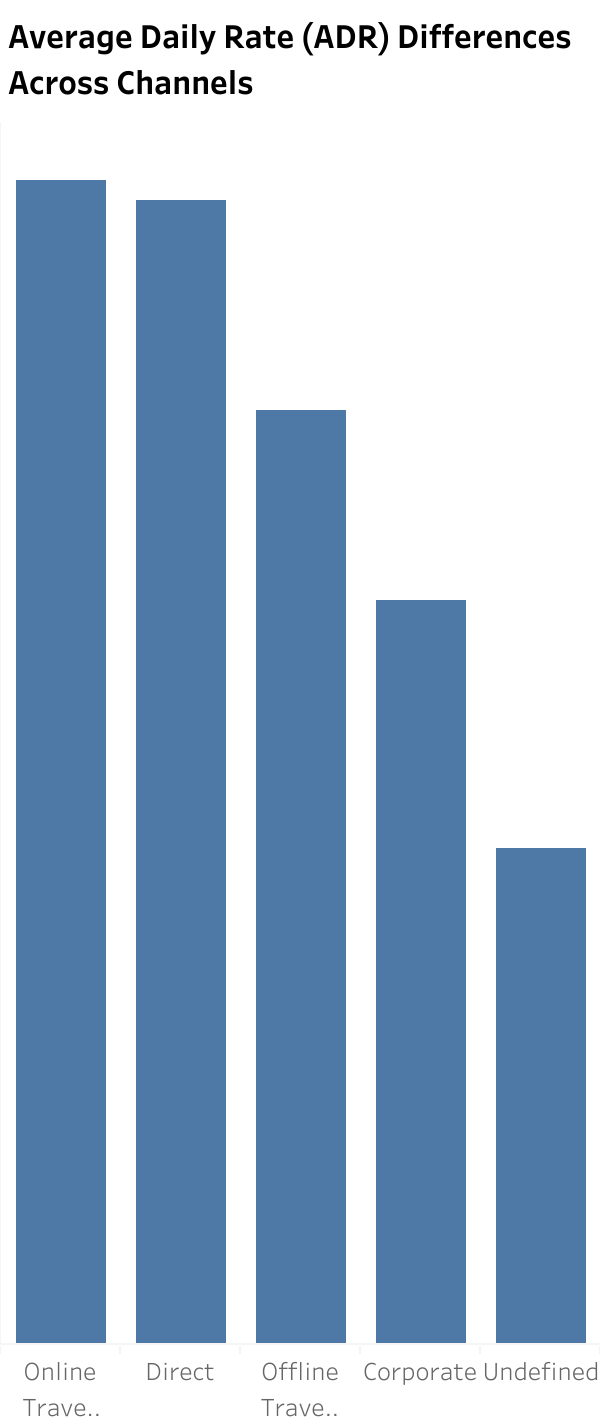 Average Daily Rate (ADR) Differences
Across Channels
Online
Trave..
Direct
Offline
Trave..
Corporate
Undefined